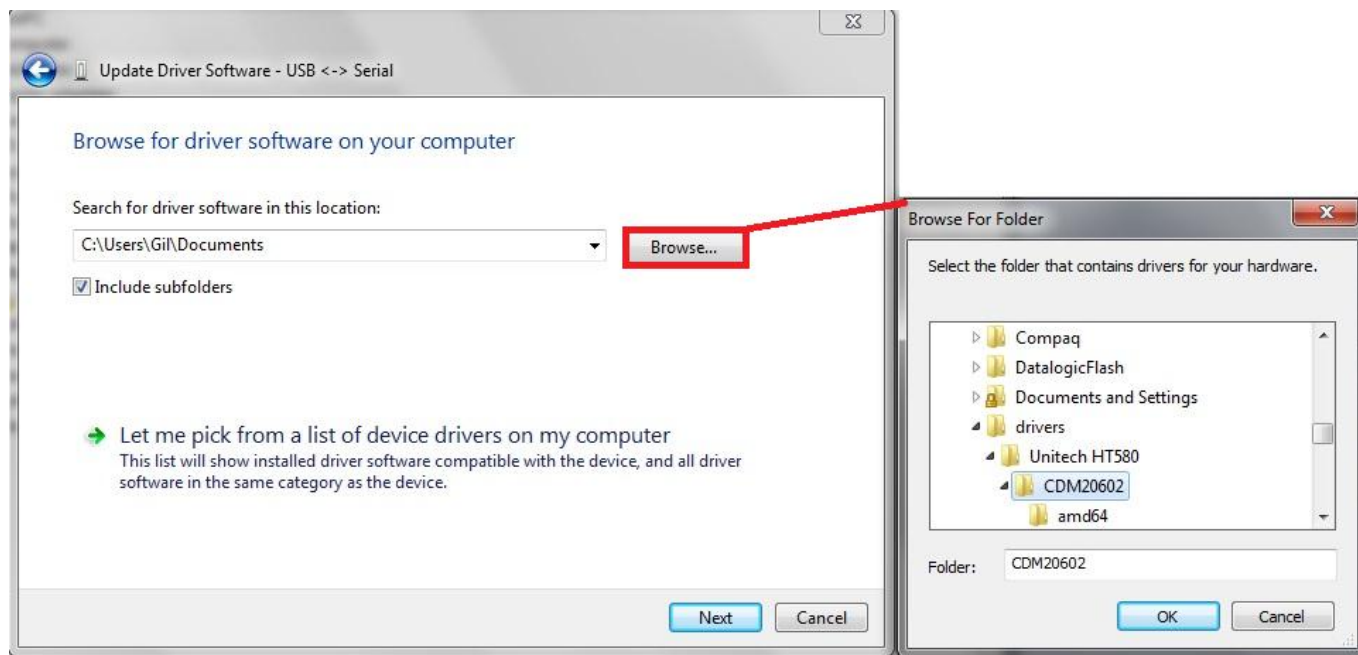 Update Driver Software - USB <-> Serial
Browse for driver software on your computer
Search for driver software in this location:
C:\Users\Gil\Documents
Browse...
Include subfolders
Let me pick from a list of device drivers on my computer
This list will show installed driver software compatible with the device, and all driver
software in the same category as the device.
Next
Cancel
Browse For Folder
Select the folder that contains drivers for your hardware.
Compaq
DatalogicFlash
Documents and Settings
drivers
Unitech HT580
CDM20602
amd64
Folder:
CDM20602
OK
Cancel